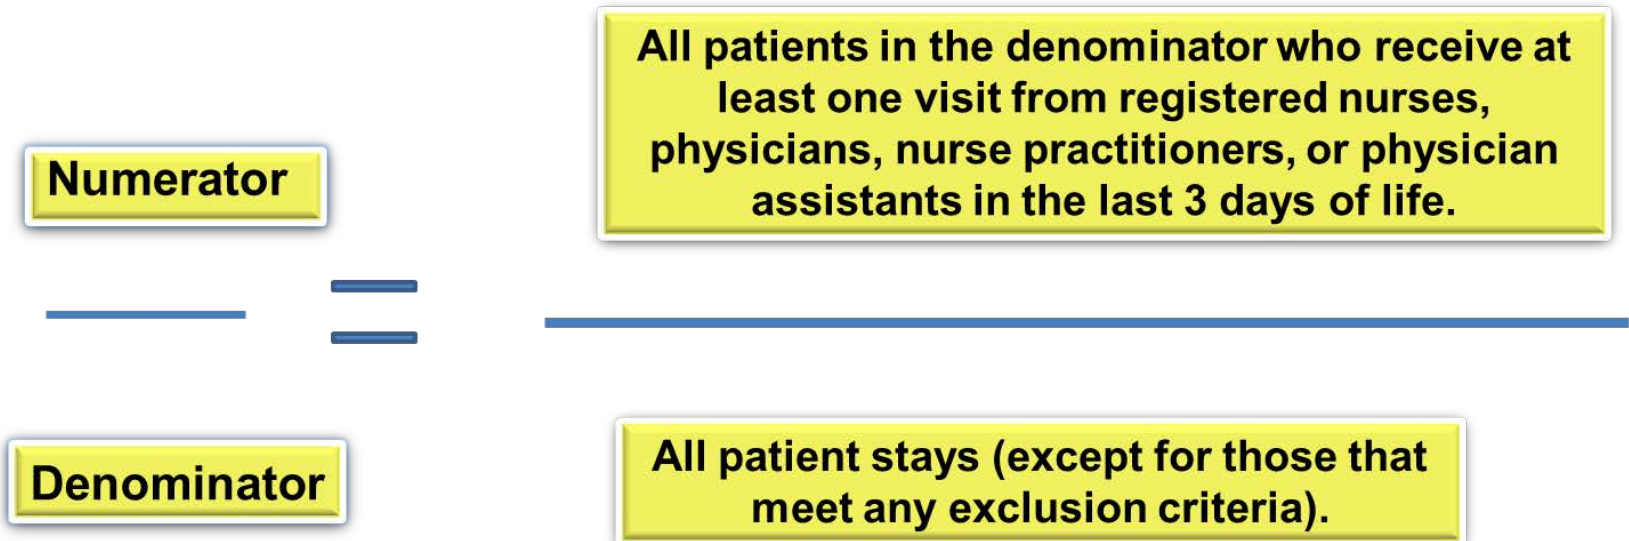 All patients in the denominator who receive at
least one visit from registered nurses,
physicians, nurse practitioners, or physician
assistants in the last 3 days of life.
Numerator
Denominator
All patient stays (except for those that
meet any exclusion criteria).